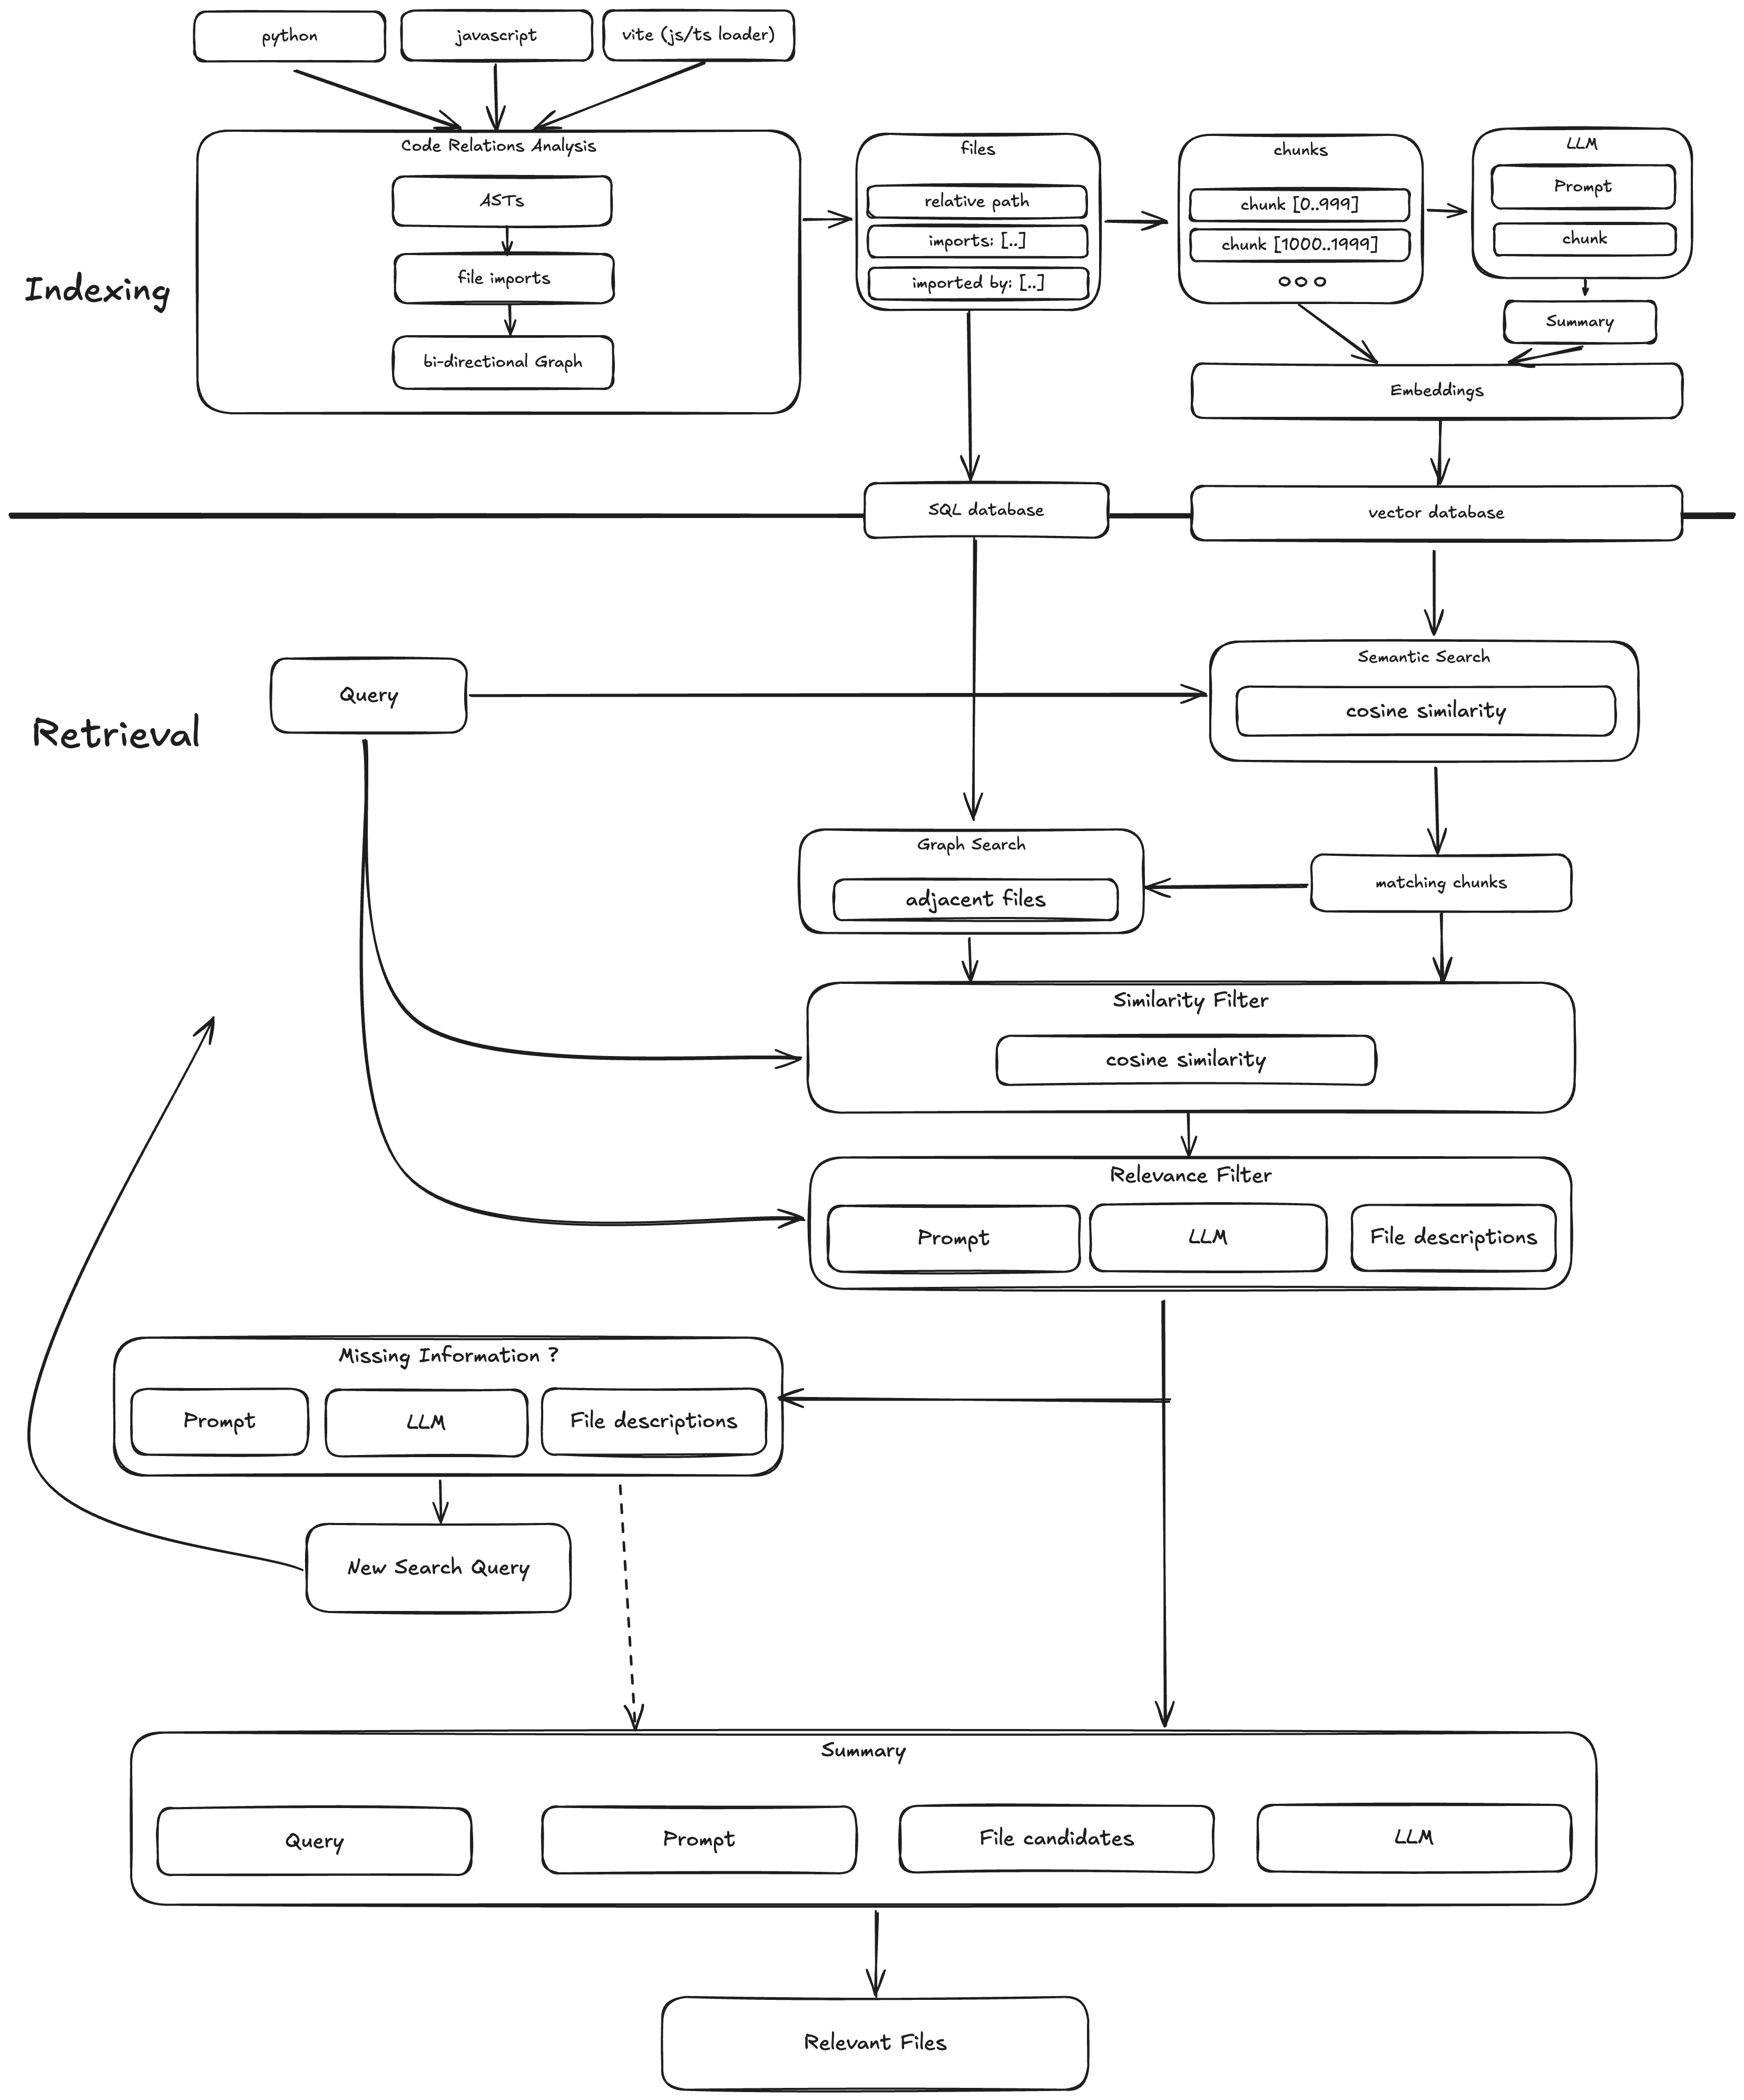 python
javascript
vite (js/ts loader)
Code Relations Analysis
ASTs
file imports
bi-directional Graph
files
relative path
imports: [..]
imported by: [..]
chunks
chunk [0..999]
chunk [1000..1999]
LLM
Prompt
chunk
Summary
Embeddings
Indexing
SQL database
vector database
Retrieval
Query
Semantic Search
cosine similarity
Graph Search
adjacent files
matching chunks
Similarity Filter
cosine similarity
Relevance Filter
Prompt
LLM
File descriptions
Missing Information ?
Prompt
LLM
File descriptions
New Search Query
Summary
Query
Prompt
File candidates
LLM
Relevant Files